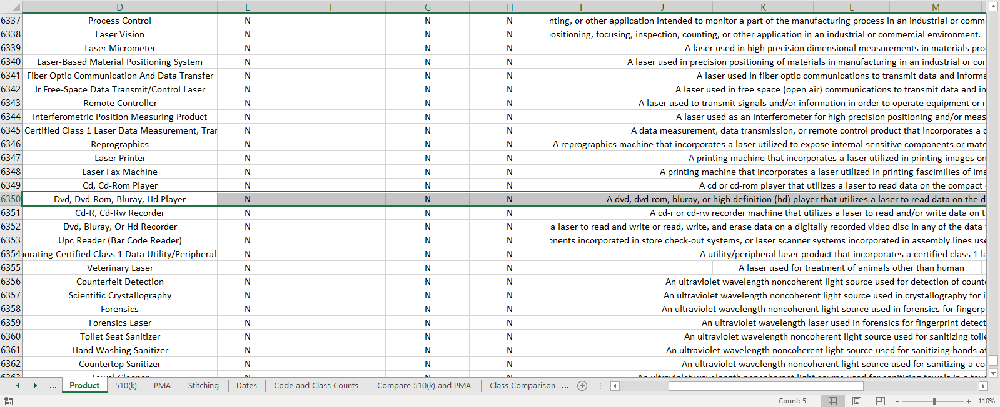 D E F G H I J K L M
6337 Process Control N N N nting, or other application intended to monitor a part of the manufacturing process in an industrial or comm
6338 Laser Vision N N N ositioning, focusing, inspection, counting, or other application in an industrial or commercial environment.
6339 Laser Micrometer N N N A laser used in high precision dimensional measurements in materials pro
6340 Laser-Based Material Positioning System N N N A laser used in precision positioning of materials in manufacturing in an industrial or con
6341 Fiber Optic Communication And Data Transfer N N N A laser used in fiber optic communications to transmit data and informa
6342 Ir Free-Space Data Transmit/Control Laser N N N A laser used in free space (open air) communications to transmit data and in
6343 Remote Controller N N N A laser used to transmit signals and/or information in order to operate equipment or
6344 Interferometric Position Measuring Product N N N A laser used as an interferometer for high precision positioning and/or meas
6345 Certified Class 1 Laser Data Measurement, Tran N N N A data measurement, data transmission, or remote control product that incorporates a c
6346 Reprographics N N N A reprographics machine that incorporates a laser utilized to expose internal sensitive components or mate
6347 Laser Printer N N N A printing machine that incorporates a laser utilized in printing images on
6348 Laser Fax Machine N N N A printing machine that incorporates a laser utilized in printing fascimilies of ima
6349 Cd, Cd-Rom Player N N N A cd or cd-rom player that utilizes a laser to read data on the compact
6350 Dvd, Dvd-Rom, Bluray, Hd Player N N N A dvd, dvd-rom, bluray, or high definition (hd) player that utilizes a laser to read data on the d
6351 Cd-R, Cd-Rw Recorder N N N A cd-r or cd-rw recorder machine that utilizes a laser to read and/or write data on t
6352 Dvd, Bluray, Or Hd Recorder N N N a laser to read and write or read, write, and erase data on a digitally recorded video disc in any of the data
6353 Upc Reader (Bar Code Reader) N N N nents incorporated in store check-out systems, or laser scanner systems incorporated in assembly lines use
6354 orating Certified Class 1 Data Utility/Peripheral N N N A utility/peripheral laser product that incorporates a certified class 1 la
6355 Veterinary Laser N N N A laser used for treatment of animals other than human
6356 Counterfeit Detection N N N An ultraviolet wavelength noncoherent light source used for detection of counte
6357 Scientific Crystallography N N N An ultraviolet wavelength noncoherent light source used in crystallography for i
6358 Forensics N N N An ultraviolet wavelength noncoherent light source used in forensics for fingerp
6359 Forensics Laser N N N An ultraviolet wavelength laser used in forensics for fingerprint detect
6360 Toilet Seat Sanitizer N N N An ultraviolet wavelength noncoherent light source used for sanitizing toile
6361 Hand Washing Sanitizer N N N An ultraviolet wavelength noncoherent light source used for sanitizing hands af
6362 Countertop Sanitizer N N N An ultraviolet wavelength noncoherent light source used for sanitizing a cou
... Product 510(k) PMA Stitching Dates Code and Class Counts Compare 510(k) and PMA Class Comparison ...
Count: 5 110%